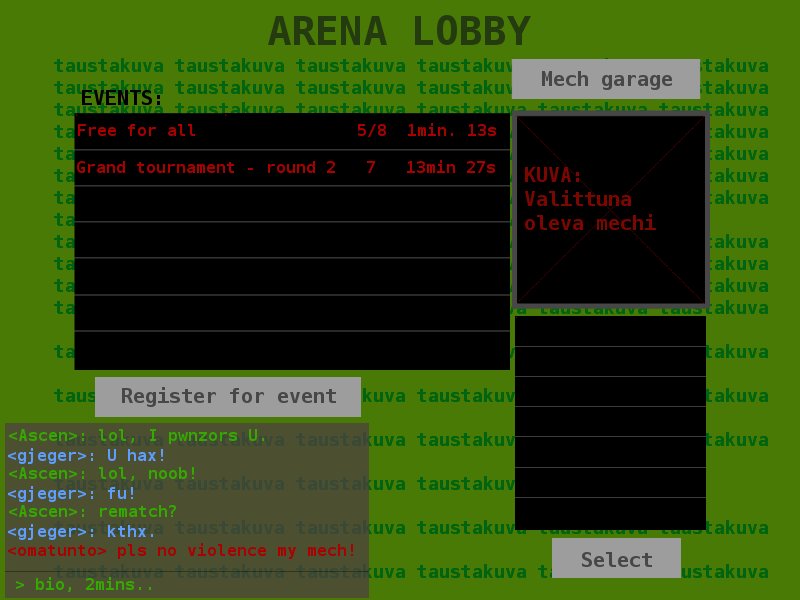 ARENA LOBBY
taustakuva taustakuva taustakuva taustakuva taustakuva taustakuva
Mech garage
EVENTS:
Free for all 5/8 1min. 13s
Grand tournament - round 2 7 13min 27s
KUVA:
Valittuna
oleva mechi
Register for event
<Ascen>: lol, I pwnzors U.
<gjeger>: U hax!
<Ascen>: lol, noob!
<gjeger>: fu!
<Ascen>: rematch?
<gjeger>: kthx.
<omatunto> pls no violence my mech!
> bio, 2mins..
Select